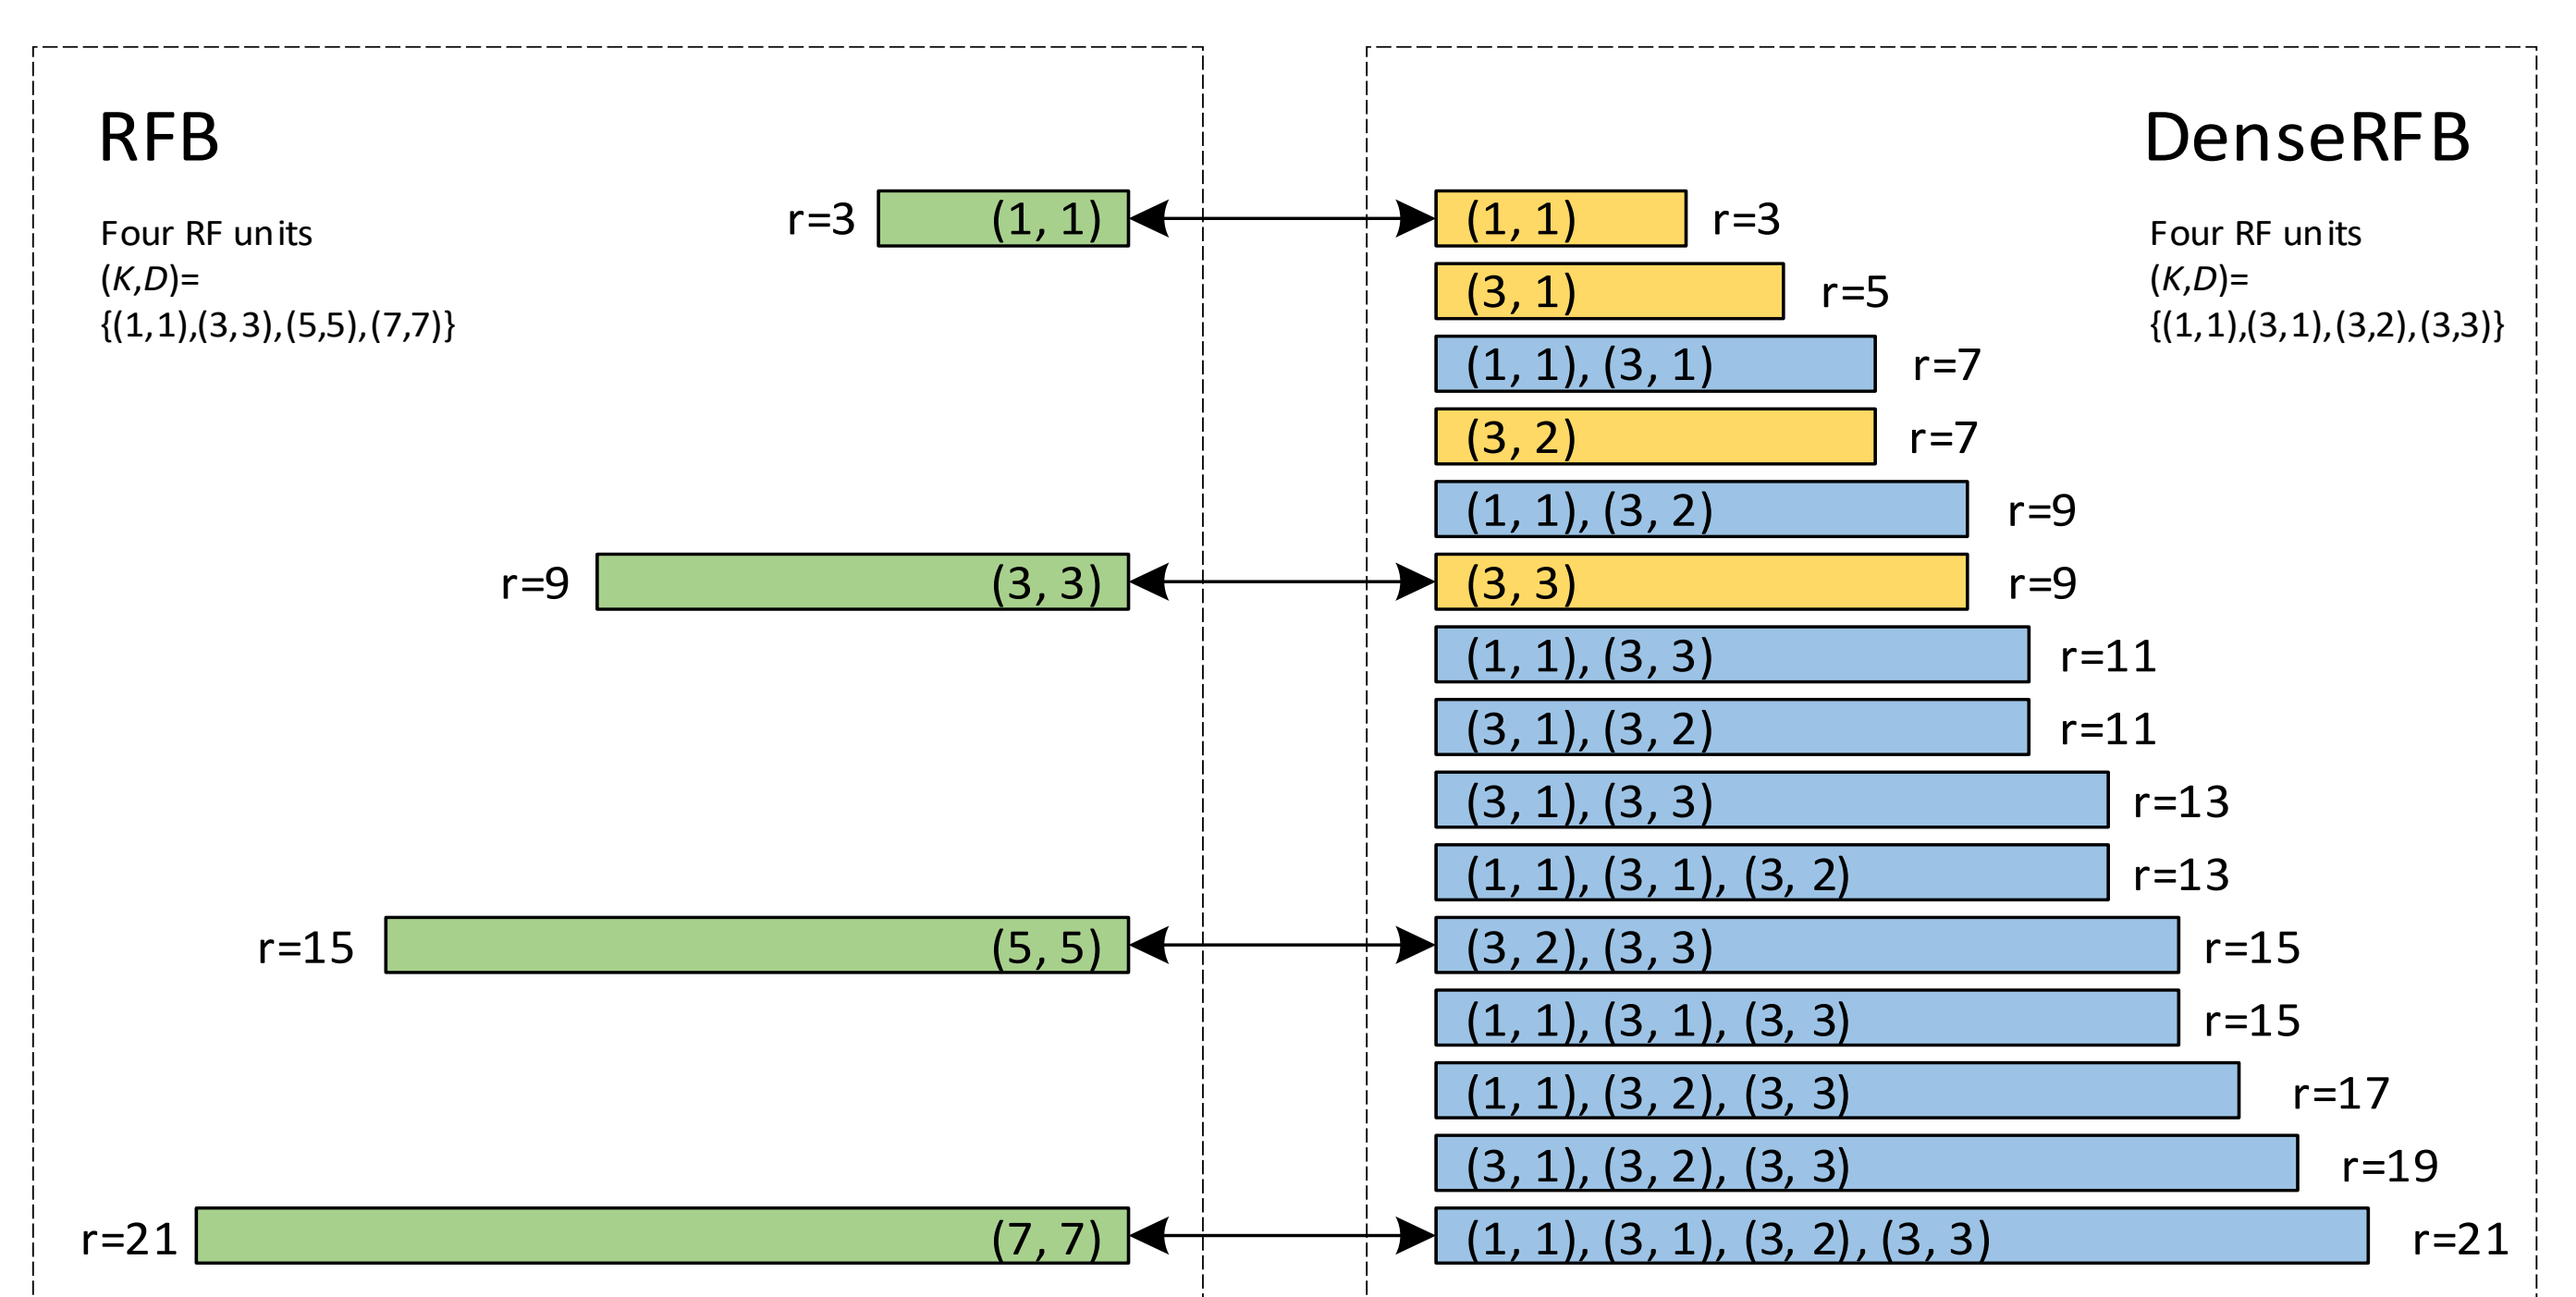 RFB
Four RF units
(K,D)=
{(1,1),(3,3),(5,5),(7,7)}
r=3 (1, 1)
r=9 (3, 3)
r=15 (5, 5)
r=21 (7, 7)
DenseRFB
Four RF units
(K,D)=
{(1,1),(3,1),(3,2),(3,3)}
(1, 1) r=3
(3, 1) r=5
(1, 1), (3, 1) r=7
(3, 2) r=7
(1, 1), (3, 2) r=9
(3, 3) r=9
(1, 1), (3, 3) r=11
(3, 1), (3, 2) r=11
(3, 1), (3, 3) r=13
(1, 1), (3, 1), (3, 2) r=13
(3, 2), (3, 3) r=15
(1, 1), (3, 1), (3, 3) r=15
(1, 1), (3, 2), (3, 3) r=17
(3, 1), (3, 2), (3, 3) r=19
(1, 1), (3, 1), (3, 2), (3, 3) r=21